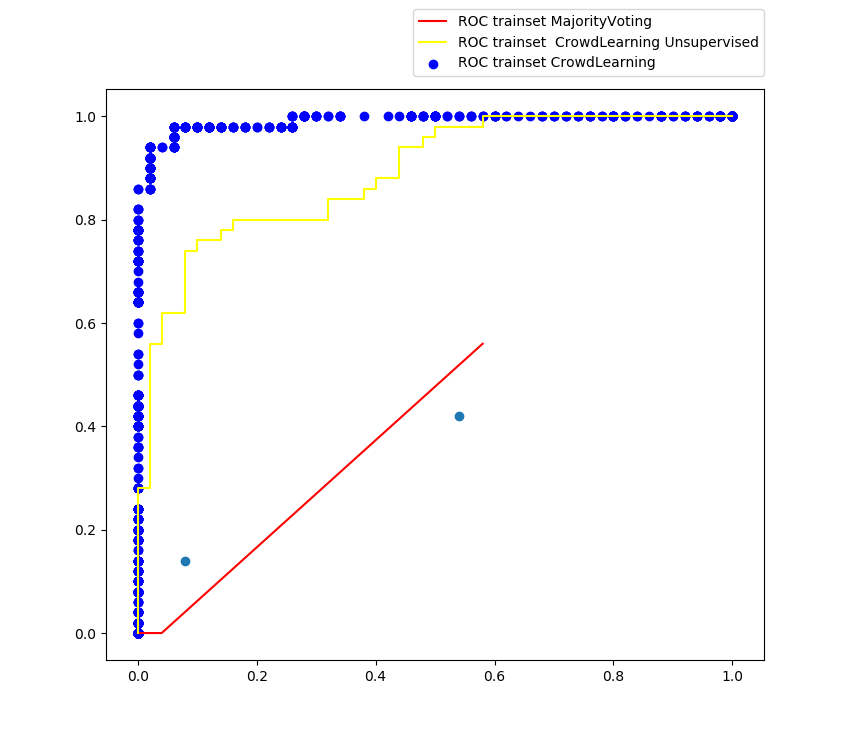 ROC trainset MajorityVoting
ROC trainset  CrowdLearning Unsupervised
ROC trainset CrowdLearning
1.0
0.8
0.6
0.4
0.2
0.0
0.0 0.2 0.4 0.6 0.8 1.0